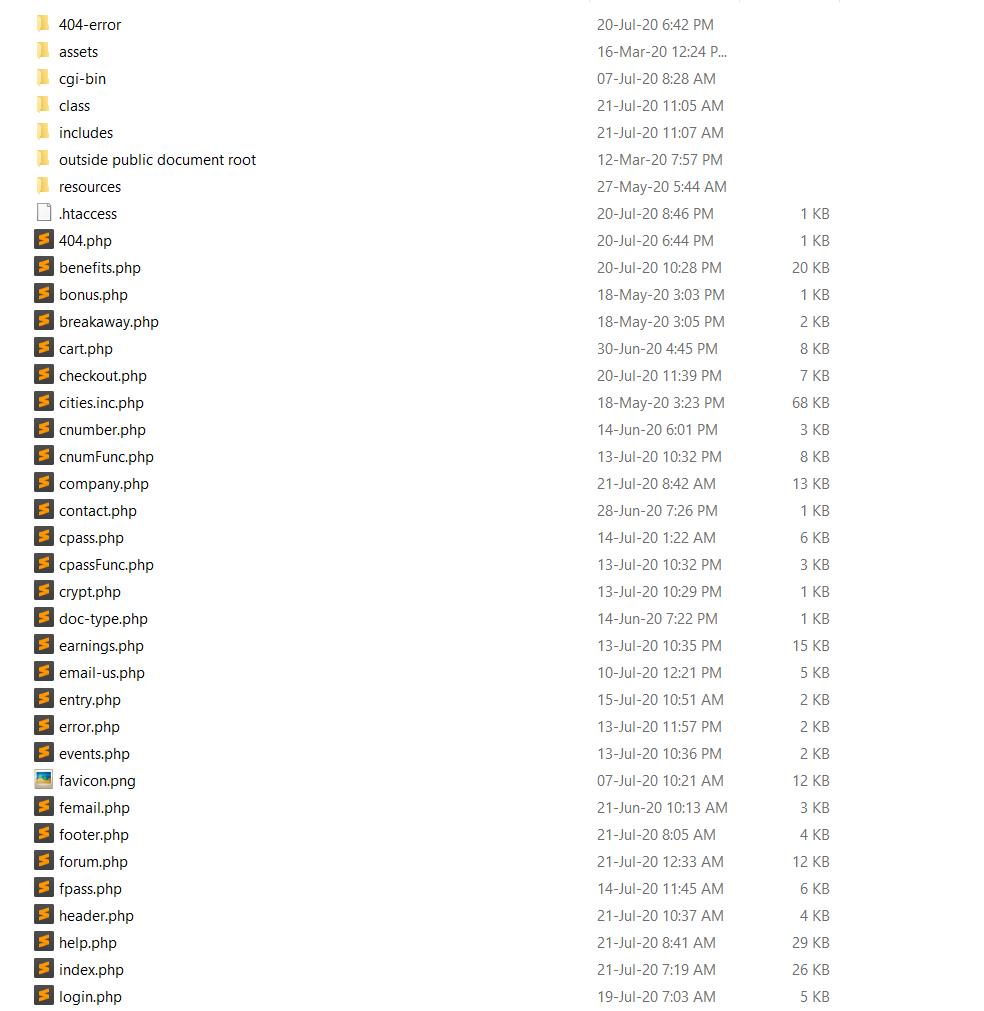 404-error 20-Jul-20 6:42 PM
assets 16-Mar-20 12:24 P...
cgi-bin 07-Jul-20 8:28 AM
class 21-Jul-20 11:05 AM
includes 21-Jul-20 11:07 AM
outside public document root 12-Mar-20 7:57 PM
resources 27-May-20 5:44 AM
.htaccess 20-Jul-20 8:46 PM 1 KB
404.php 20-Jul-20 6:44 PM 1 KB
benefits.php 20-Jul-20 10:28 PM 20 KB
bonus.php 18-May-20 3:03 PM 1 KB
breakaway.php 18-May-20 3:05 PM 2 KB
cart.php 30-Jun-20 4:45 PM 8 KB
checkout.php 20-Jul-20 11:39 PM 7 KB
cities.inc.php 18-May-20 3:23 PM 68 KB
cnumber.php 14-Jun-20 6:01 PM 3 KB
cnumFunc.php 13-Jul-20 10:32 PM 8 KB
company.php 21-Jul-20 8:42 AM 13 KB
contact.php 28-Jun-20 7:26 PM 1 KB
cpass.php 14-Jul-20 1:22 AM 6 KB
cpassFunc.php 13-Jul-20 10:32 PM 3 KB
crypt.php 13-Jul-20 10:29 PM 1 KB
doc-type.php 14-Jun-20 7:22 PM 1 KB
earnings.php 13-Jul-20 10:35 PM 15 KB
email-us.php 10-Jul-20 12:21 PM 5 KB
entry.php 15-Jul-20 10:51 AM 2 KB
error.php 13-Jul-20 11:57 PM 2 KB
events.php 13-Jul-20 10:36 PM 2 KB
favicon.png 07-Jul-20 10:21 AM 12 KB
femail.php 21-Jun-20 10:13 AM 3 KB
footer.php 21-Jul-20 8:05 AM 4 KB
forum.php 21-Jul-20 12:33 AM 12 KB
fpass.php 14-Jul-20 11:45 AM 6 KB
header.php 21-Jul-20 10:37 AM 4 KB
help.php 21-Jul-20 8:41 AM 29 KB
index.php 21-Jul-20 7:19 AM 26 KB
login.php 19-Jul-20 7:03 AM 5 KB